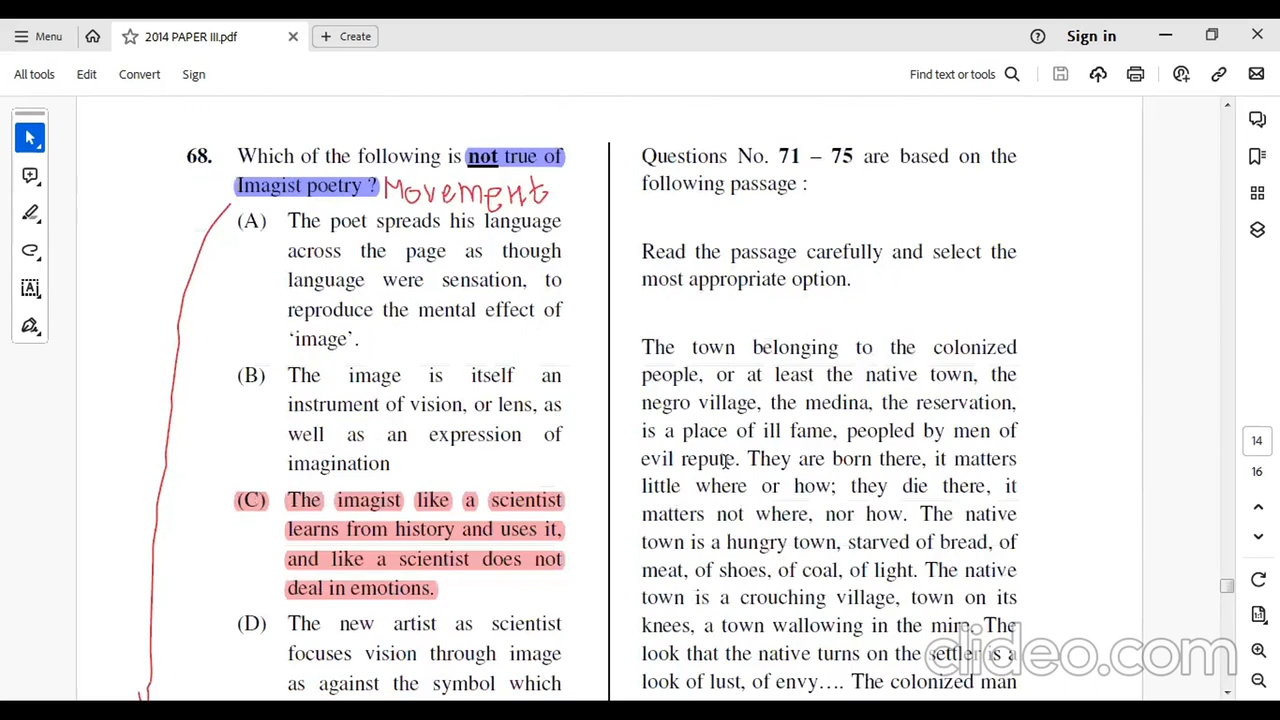 Menu
2014 PAPER III.pdf
Create
Sign in
All tools
Edit
Convert
Sign
Find text or tools
68. Which of the following is not true of
Imagist poetry ? Movement
(A) The poet spreads his language
across the page as though
language were sensation, to
reproduce the mental effect of
‘image’.
(B) The image is itself an
instrument of vision, or lens, as
well as an expression of
imagination
(C) The imagist like a scientist
learns from history and uses it,
and like a scientist does not
deal in emotions.
(D) The new artist as scientist
focuses vision through image
as against the symbol which
Questions No. 71 – 75 are based on the
following passage :
Read the passage carefully and select the
most appropriate option.
The town belonging to the colonized
people, or at least the native town, the
negro village, the medina, the reservation,
is a place of ill fame, peopled by men of
evil repute. They are born there, it matters
little where or how; they die there, it
matters not where, nor how. The native
town is a hungry town, starved of bread, of
meat, of shoes, of coal, of light. The native
town is a crouching village, town on its
knees, a town wallowing in the mire. The
look that the native turns on the settler is a
look of lust, of envy…. The colonized man
14
16
clideo.com